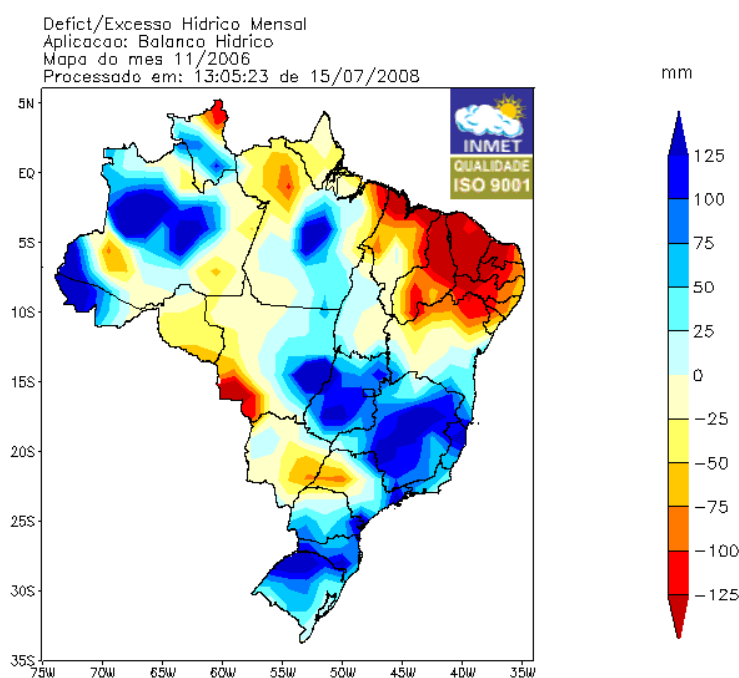 Defict/Excesso Hidrico Mensal
Aplicacao: Balanco Hidrico
Mapa do mes 11/2006
Processado em: 13:05:23 de 15/07/2008
mm
INMET
QUALIDADE
ISO 9001
5N
EQ
5S
10S
15S
20S
25S
30S
35S
75W 70W 65W 60W 55W 50W 45W 40W 35W
125
100
75
50
25
0
−25
−50
−75
−100
−125